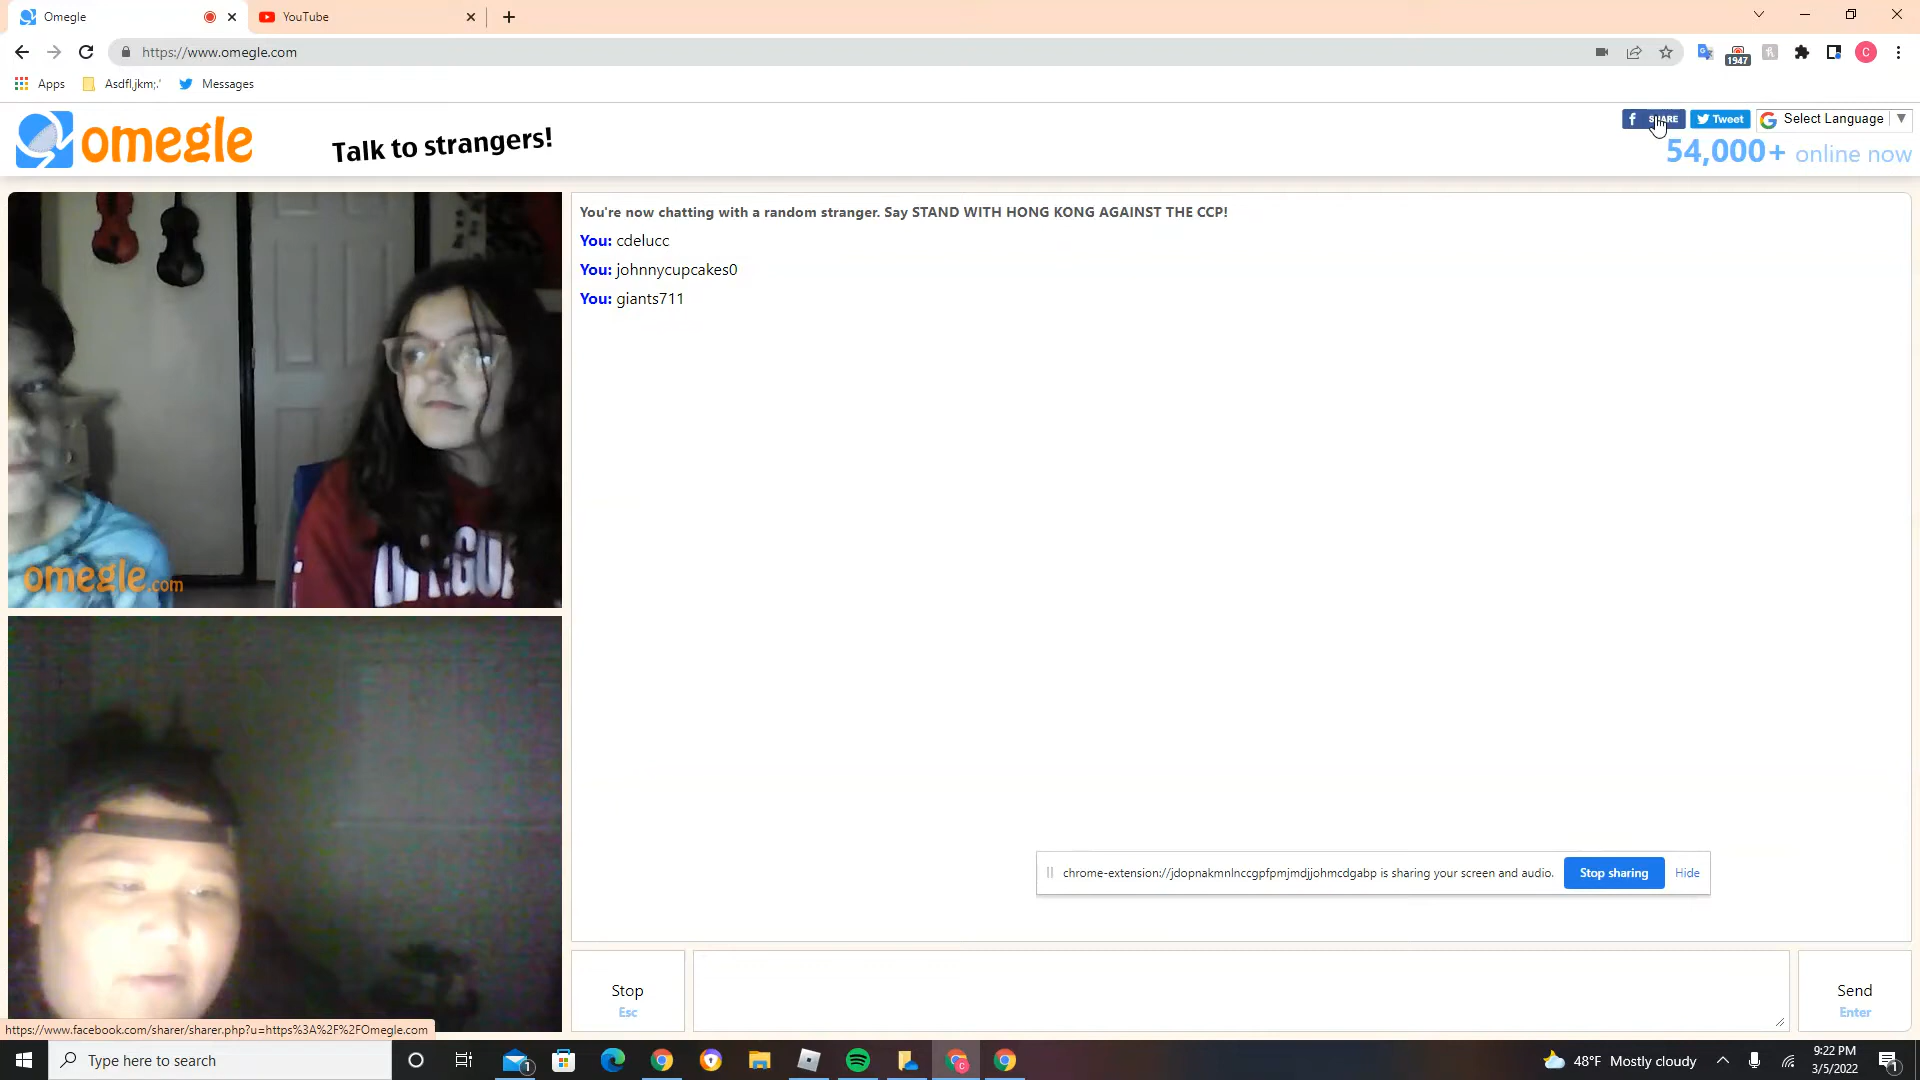 Omegle
YouTube
https://www.omegle.com
1947
Apps
Asdfl;jkm;.'
Messages
omegle
Talk to strangers!
SHARE
Tweet
Select Language
54,000+ online now
You're now chatting with a random stranger. Say STAND WITH HONG KONG AGAINST THE CCP!
You: cdelucc
You: johnnycupcakes0
You: giants711
omegle.com
chrome-extension://jdopnakmnlnccgpfpmjmdjjohmcdgabp is sharing your screen and audio.
Stop sharing
Hide
Stop
Esc
Send
Enter
https://www.facebook.com/sharer/sharer.php?u=https%3A%2F%2FOmegle.com
Type here to search
1
48°F Mostly cloudy
9:22 PM
3/5/2022
1